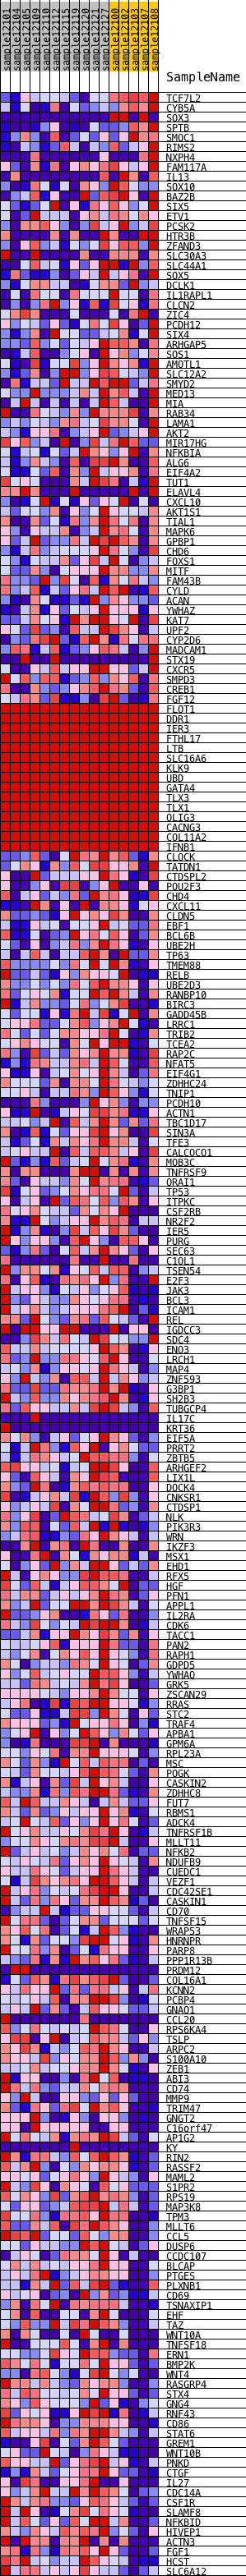 sample12101
sample12104
sample12105
sample12109
sample12110
sample12112
sample12115
sample12119
sample12120
sample12121
sample12127
sample12100
sample12102
sample12103
sample12107
sample12108
SampleName
TCF7L2
CYB5A
SOX3
SPTB
SMOC1
RIMS2
NXPH4
FAM117A
IL13
SOX10
BAZ2B
SIX5
ETV1
PCSK2
HTR3B
ZFAND3
SLC30A3
SLC44A1
SOX5
DCLK1
IL1RAPL1
CLCN2
ZIC4
PCDH12
SIX4
ARHGAP5
SOS1
AMOTL1
SLC12A2
SMYD2
MED13
MIA
RAB34
LAMA1
AKT2
MIR17HG
NFKBIA
ALG6
EIF4A2
TUT1
ELAVL4
CXCL10
AKT1S1
TIAL1
MAPK6
GPBP1
CHD6
FOXS1
MITF
FAM43B
CYLD
ACAN
YWHAZ
KAT7
UPF2
CYP2D6
MADCAM1
STX19
CXCR5
SMPD3
CREB1
FGF12
FLOT1
DDR1
IER3
FTHL17
LTB
SLC16A6
KLK9
UBD
GATA4
TLX3
TLX1
OLIG3
CACNG3
COL11A2
IFNB1
CLOCK
TATDN1
CTDSPL2
POU2F3
CHD4
CXCL11
CLDN5
EBF1
BCL6B
UBE2H
TP63
TMEM88
RELB
UBE2D3
RANBP10
BIRC3
GADD45B
LRRC1
TRIB2
TCEA2
RAP2C
NFAT5
EIF4G1
ZDHHC24
TNIP1
PCDH10
ACTN1
TBC1D17
SIN3A
TFE3
CALCOCO1
MOB3C
TNFRSF9
ORAI1
TP53
ITPKC
CSF2RB
NR2F2
IER5
PURG
SEC63
C1QL1
TSEN54
E2F3
JAK3
BCL3
ICAM1
REL
IGDCC3
SDC4
ENO3
LRCH1
MAP4
ZNF593
G3BP1
SH2B3
TUBGCP4
IL17C
KRT36
EIF5A
PRRT2
ZBTB5
ARHGEF2
LIX1L
DOCK4
CNKSR1
CTDSP1
NLK
PIK3R3
WRN
IKZF3
MSX1
EHD1
RFX5
HGF
PFN1
APPL1
IL2RA
CDK6
TACC1
PAN2
RAPH1
GDPD5
YWHAQ
GRK5
ZSCAN29
RRAS
STC2
TRAF4
APBA1
GPM6A
RPL23A
MSC
POGK
CASKIN2
ZDHHC8
FUT7
RBMS1
ADCK4
TNFRSF1B
MLLT11
NFKB2
NDUFB9
CUEDC1
VEZF1
CDC42SE1
CASKIN1
CD70
TNFSF15
WRAP53
HNRNPR
PARP8
PPP1R13B
PRDM12
COL16A1
KCNN2
PCBP4
GNAO1
CCL20
RPS6KA4
TSLP
ARPC2
S100A10
ZEB1
ABI3
CD74
MMP9
TRIM47
GNGT2
C16orf47
AP1G2
KY
RIN2
RASSF2
MAML2
S1PR2
RPS19
MAP3K8
TPM3
MLLT6
CCL5
DUSP6
CCDC107
BLCAP
PTGES
PLXNB1
CD69
TSNAXIP1
EHF
TAZ
WNT10A
TNFSF18
ERN1
BMP2K
WNT4
RASGRP4
STX4
GNG4
RNF43
CD86
STAT6
GREM1
WNT10B
PNKD
CTGF
IL27
CDC14A
CSF1R
SLAMF8
NFKBID
HIVEP1
ACTN3
FGF1
HCST
SLC6A12